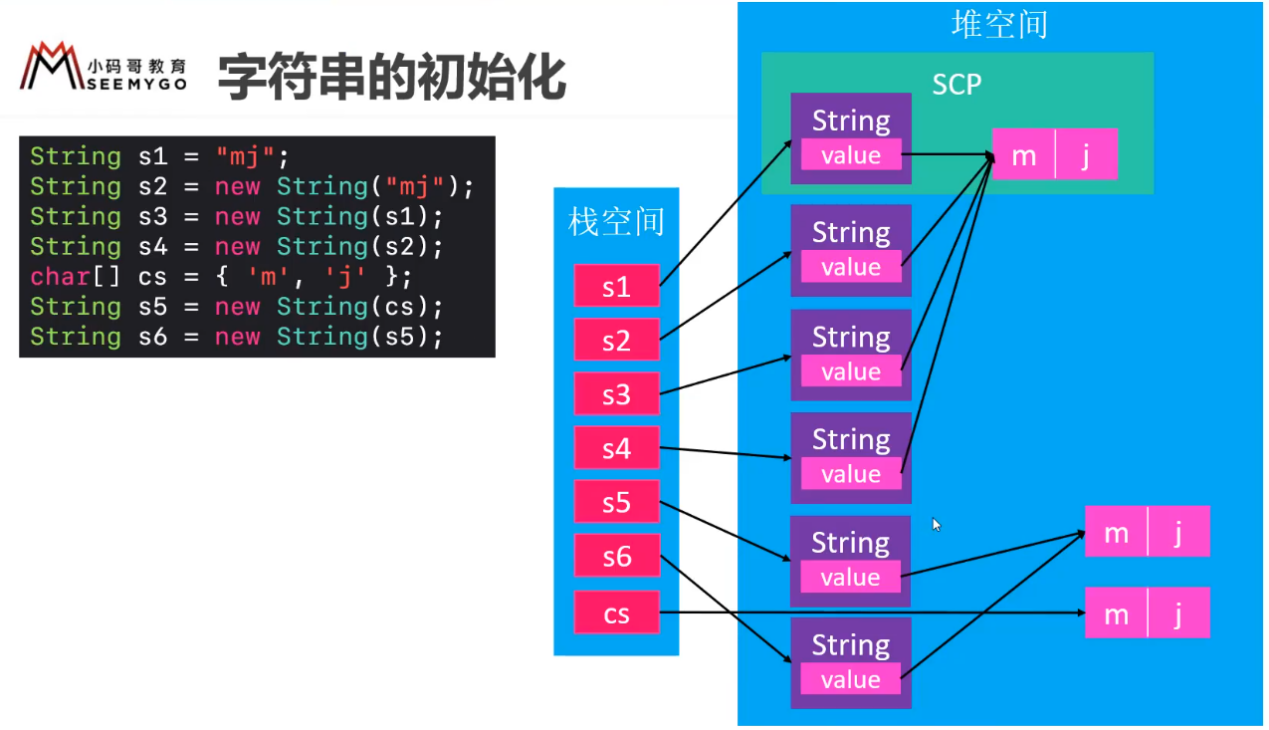 小码哥教育
SEEMYGO
字符串的初始化
String s1 = "mj";
String s2 = new String("mj");
String s3 = new String(s1);
String s4 = new String(s2);
char[] cs = { 'm', 'j' };
String s5 = new String(cs);
String s6 = new String(s5);
栈空间
s1
s2
s3
s4
s5
s6
cs
堆空间
SCP
String
value
m j
String
value
String
value
String
value
String
value
m j
m j
String
value